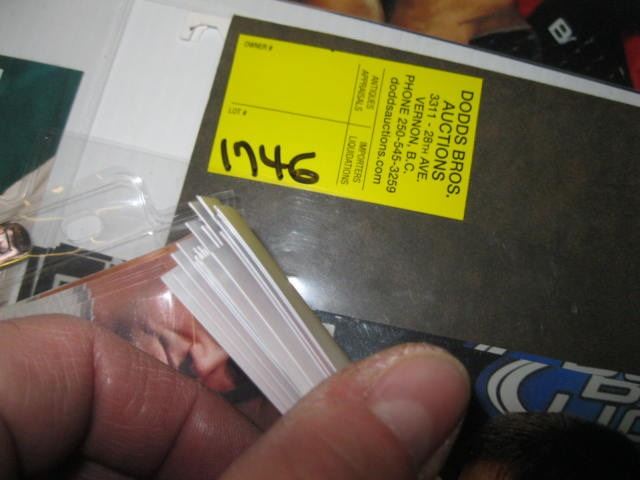 OWNER #
LOT #
1746
ANTIQUES
APPRAISALS
IMPORTERS
LIQUIDATIONS
DODDS BROS.
AUCTIONS
3311 - 28TH AVE.
VERNON, B.C.
PHONE 250-545-3259
doddsauctions.com
B